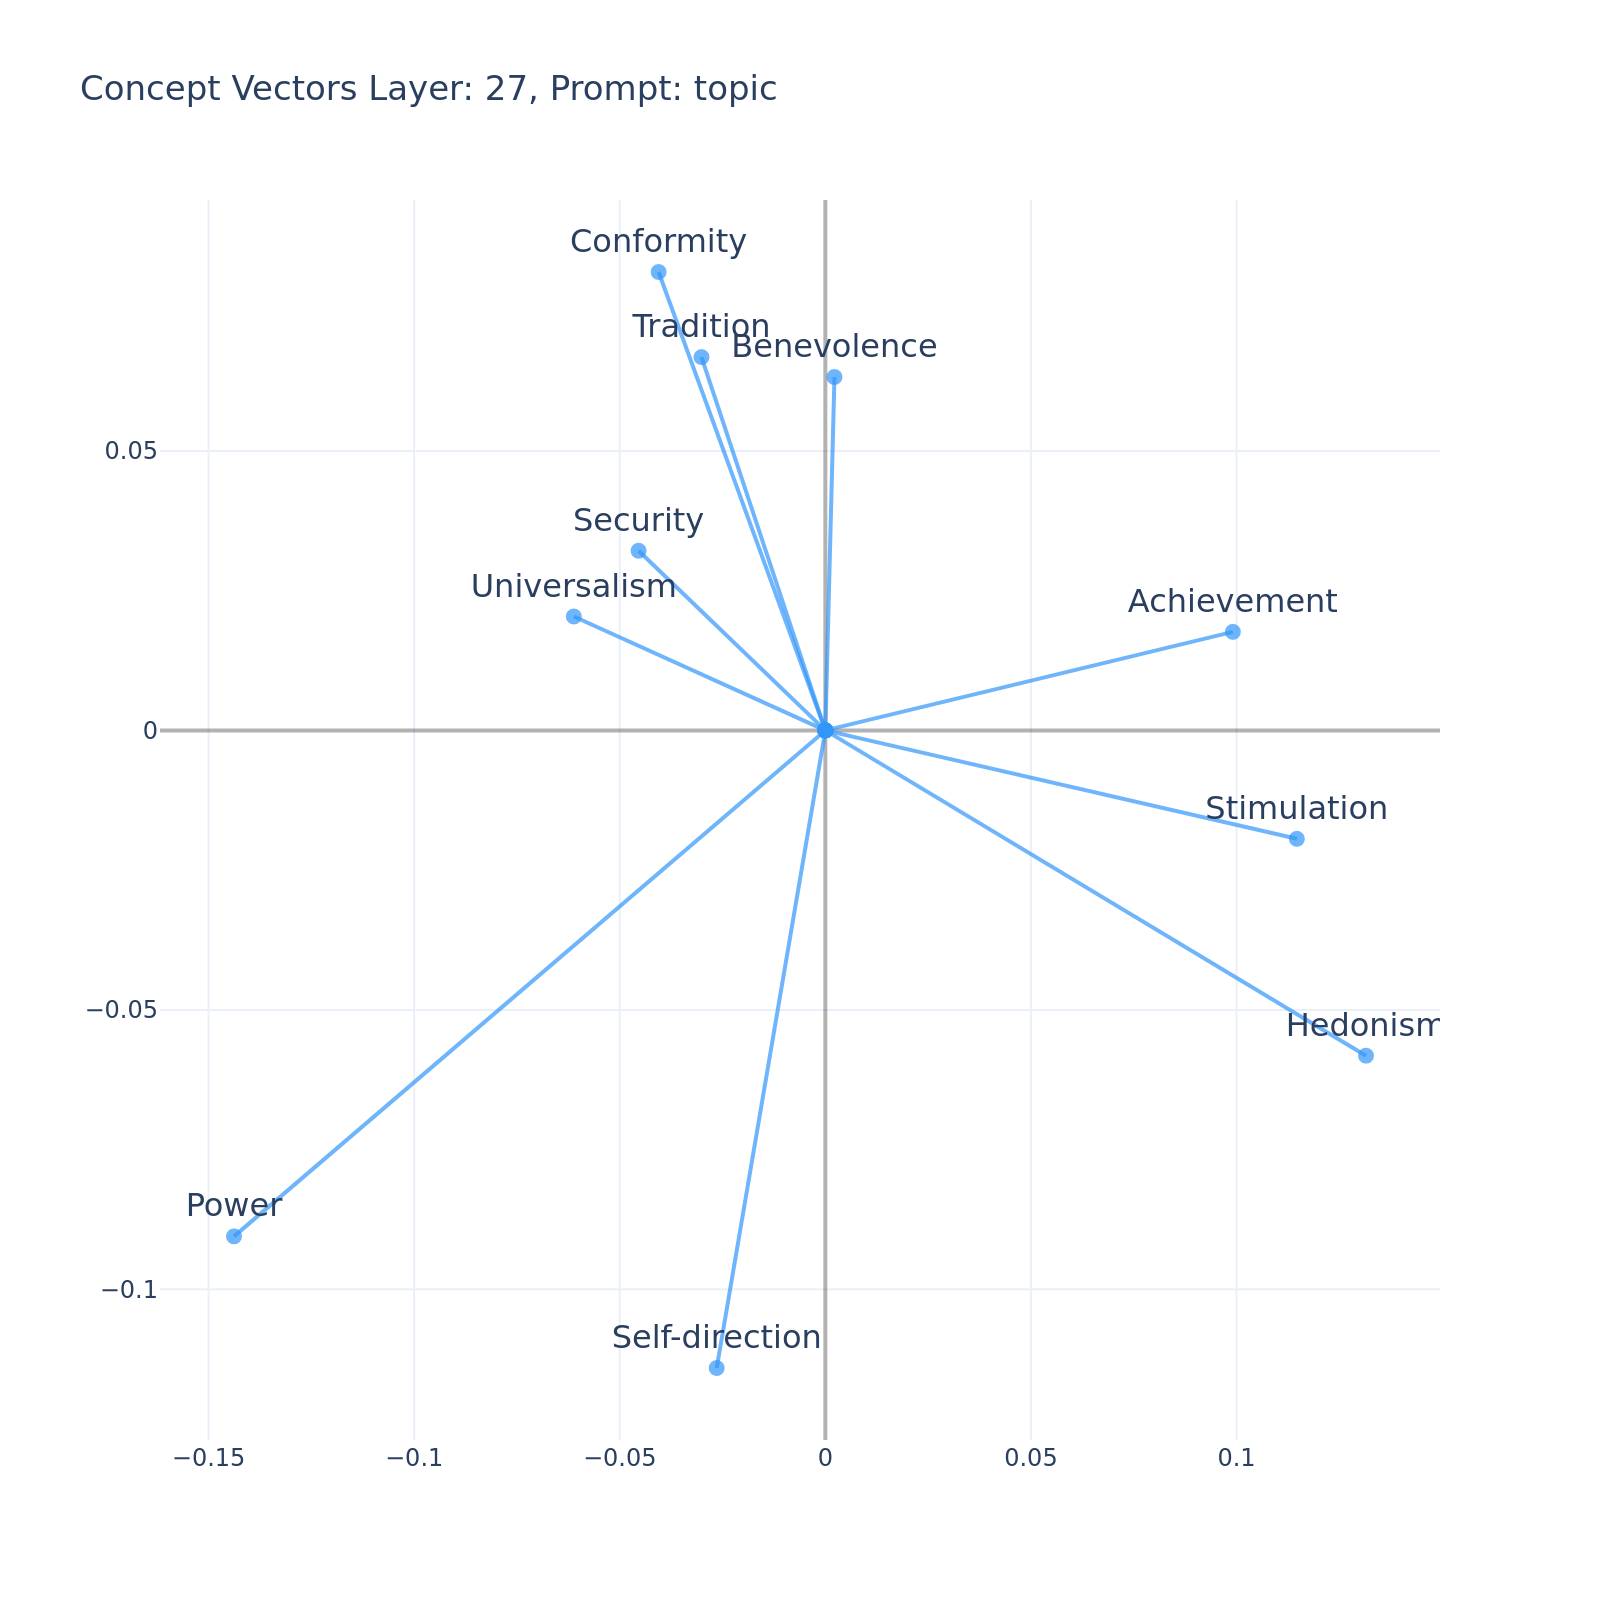 Concept Vectors Layer: 27, Prompt: topic
Conformity
Tradition
Benevolence
0.05
Security
Universalism
Achievement
0
Stimulation
−0.05
Hedonism
Power
−0.1
Self-direction
−0.15
−0.1
−0.05
0
0.05
0.1